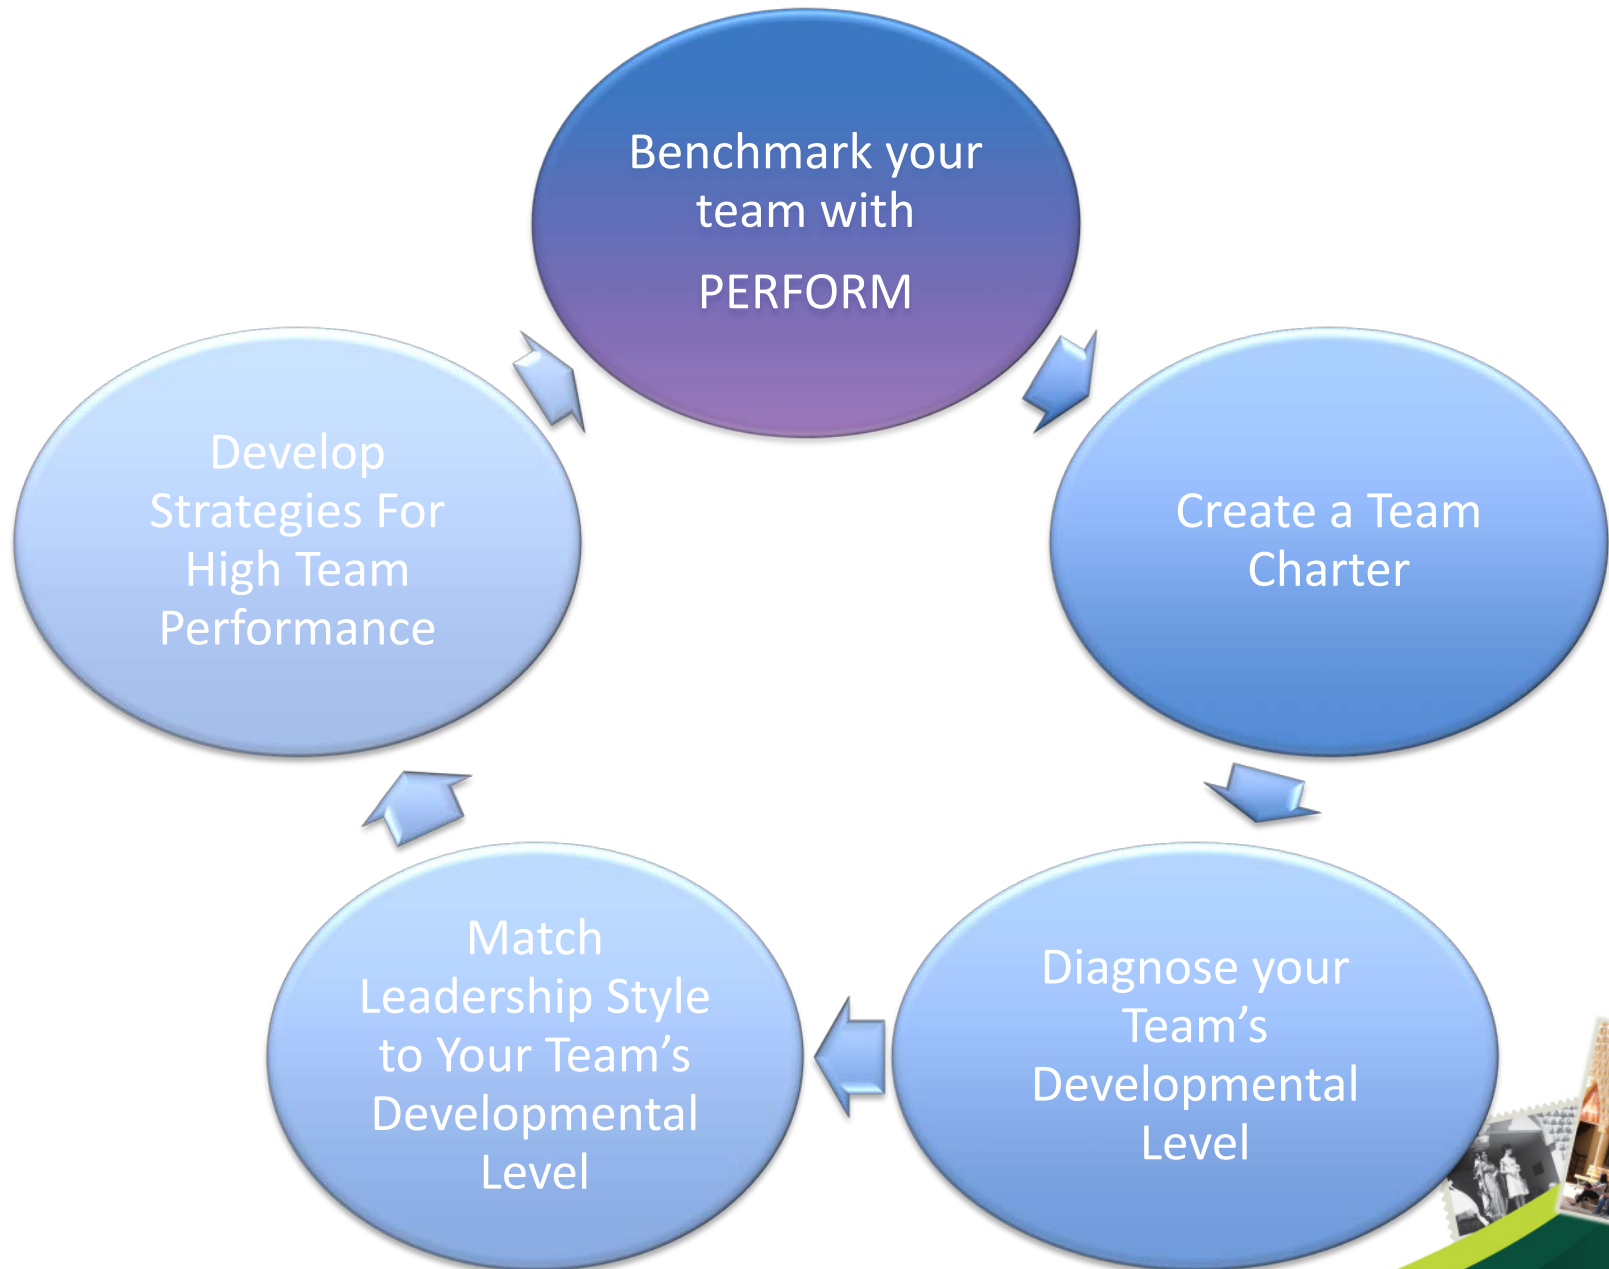 Benchmark your
team with
PERFORM
Create a Team
Charter
Diagnose your
Team’s
Developmental
Level
Match
Leadership Style
to Your Team’s
Developmental
Level
Develop
Strategies For
High Team
Performance